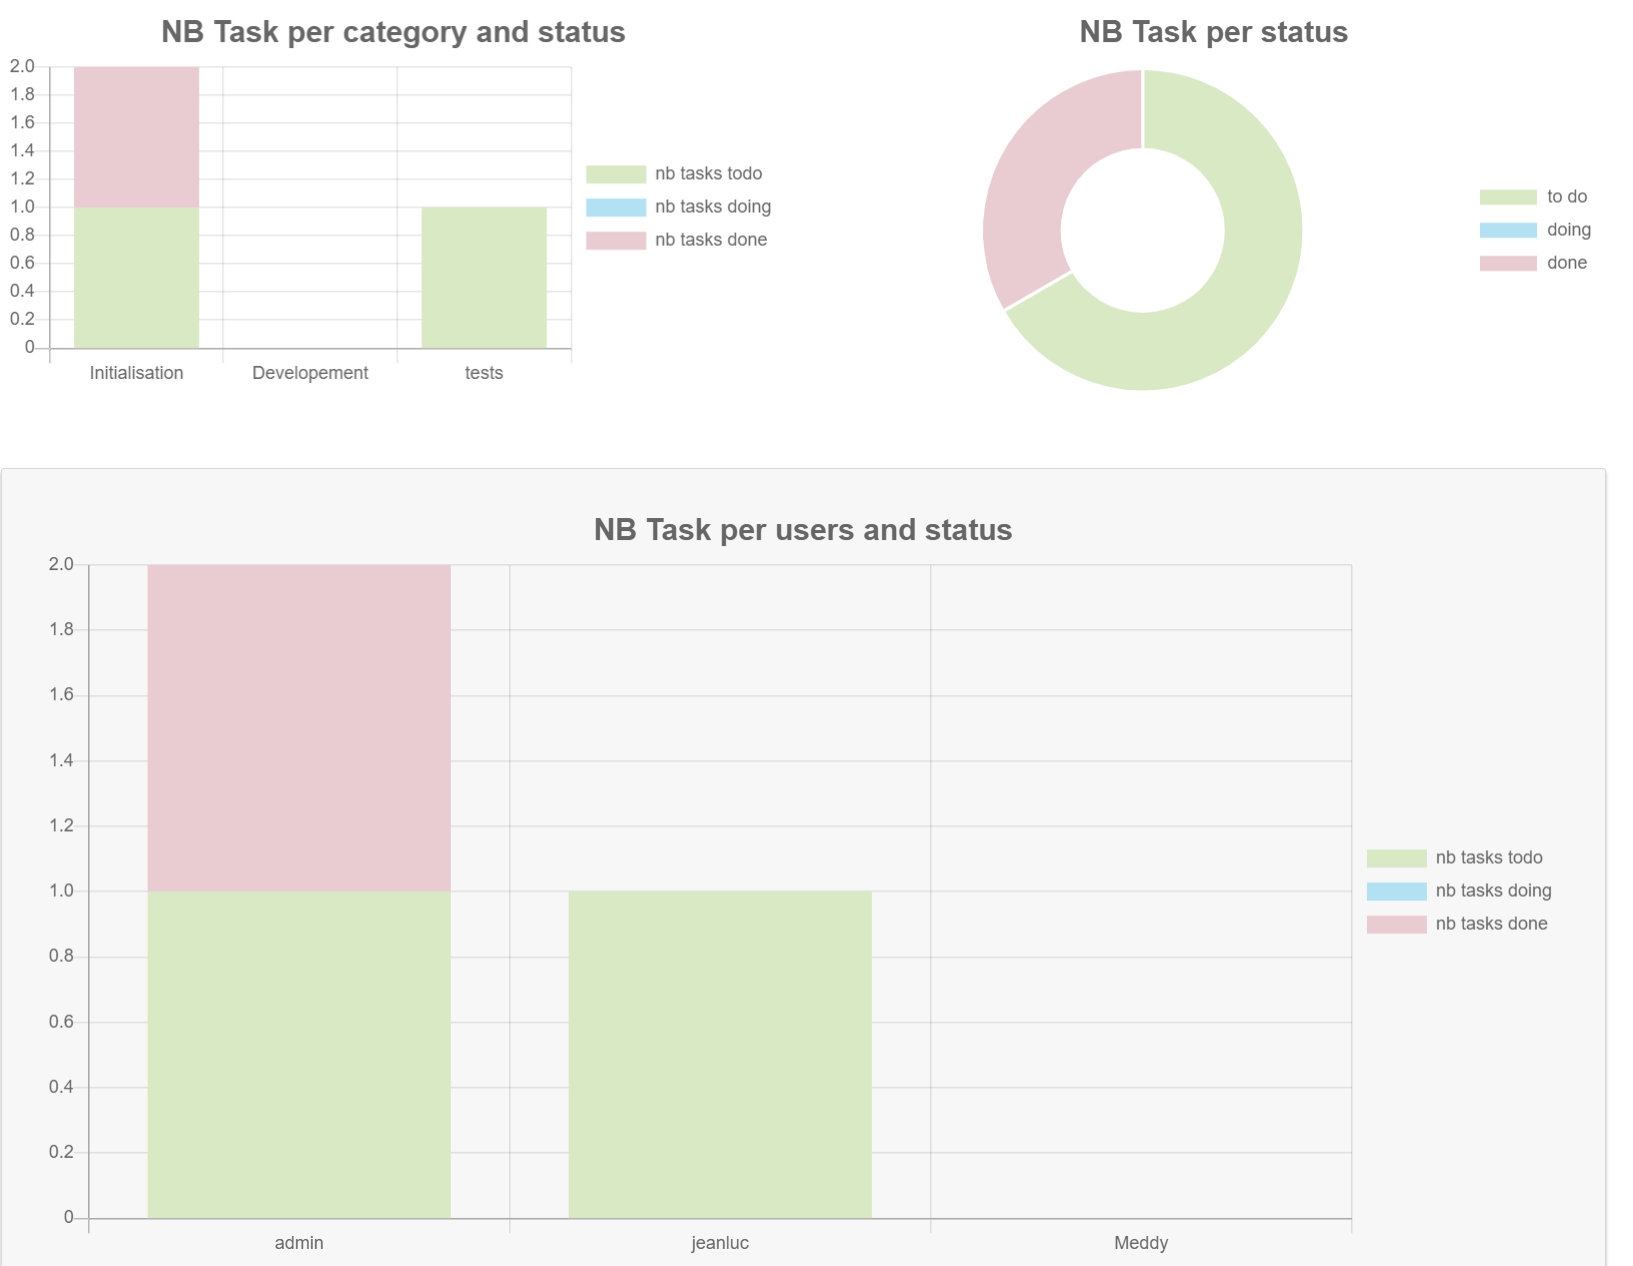 NB Task per category and status
2.0
1.8
1.6
1.4
1.2
1.0
0.8
0.6
0.4
0.2
0
Initialisation Developement tests
nb tasks todo
nb tasks doing
nb tasks done
NB Task per status
to do
doing
done
NB Task per users and status
2.0
1.8
1.6
1.4
1.2
1.0
0.8
0.6
0.4
0.2
0
admin jeanluc Meddy
nb tasks todo
nb tasks doing
nb tasks done